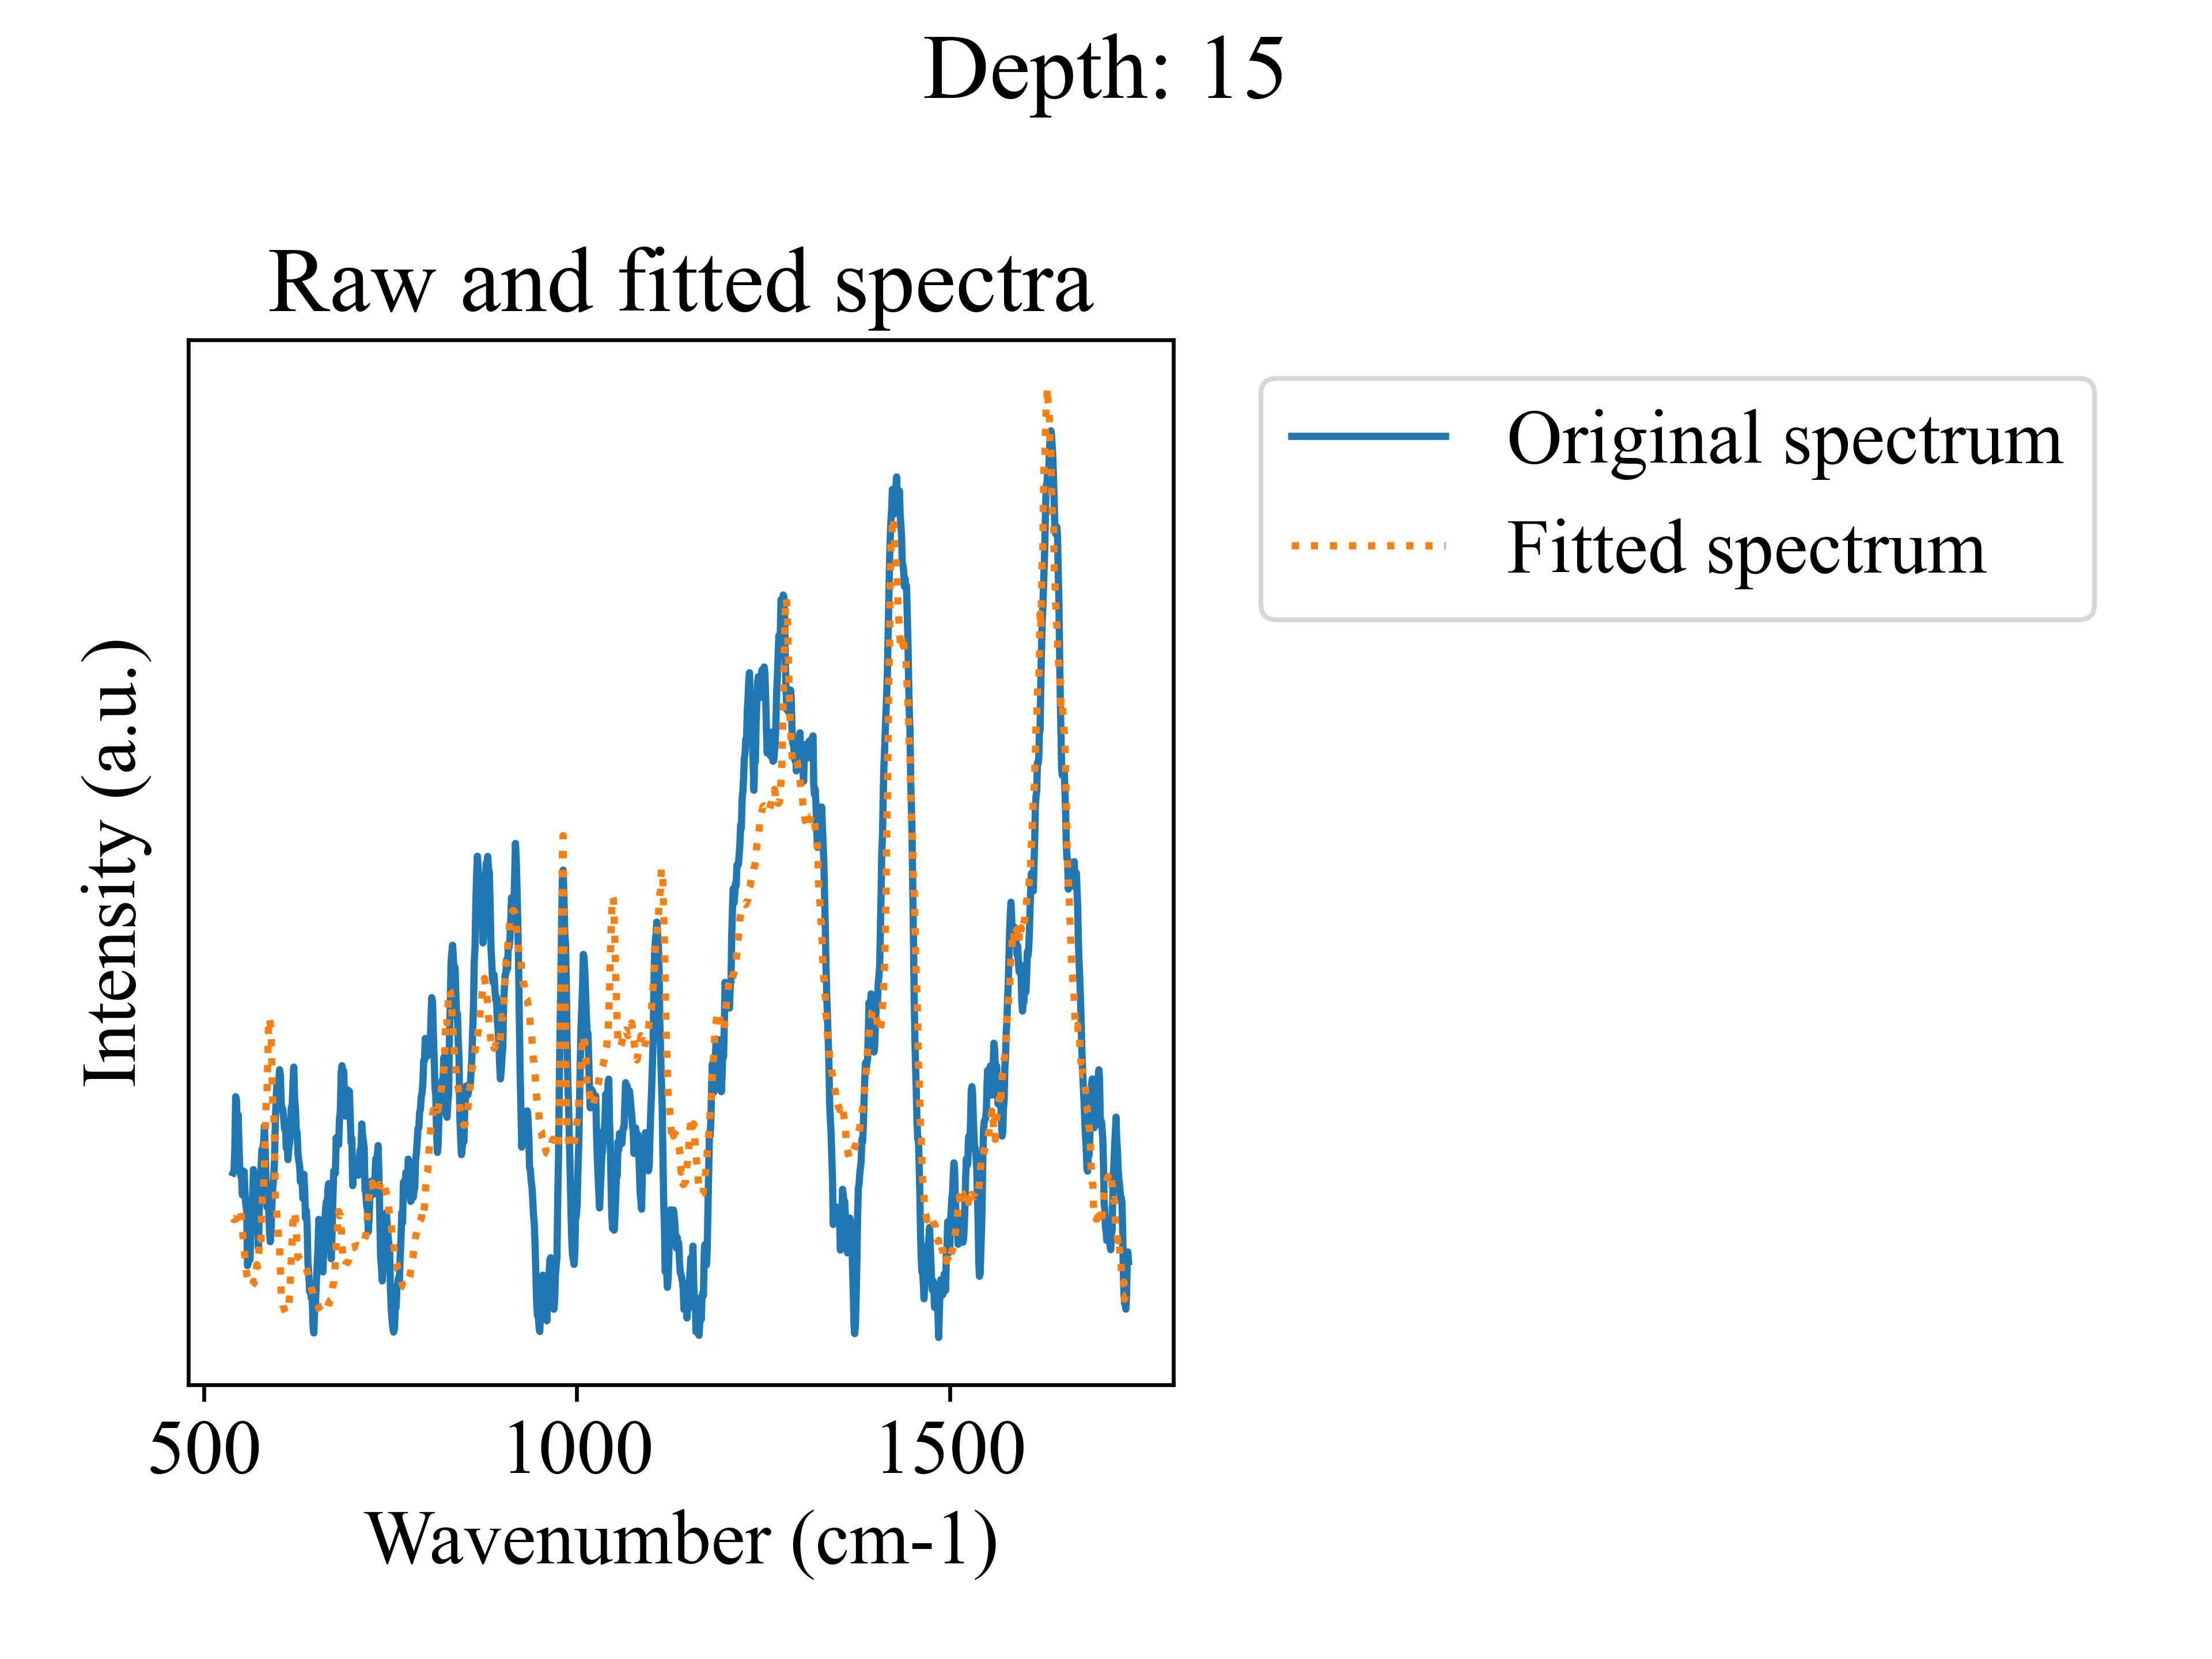 Depth: 15
Raw and fitted spectra
Original spectrum
Fitted spectrum
Intensity (a.u.)
500 1000 1500
Wavenumber (cm-1)